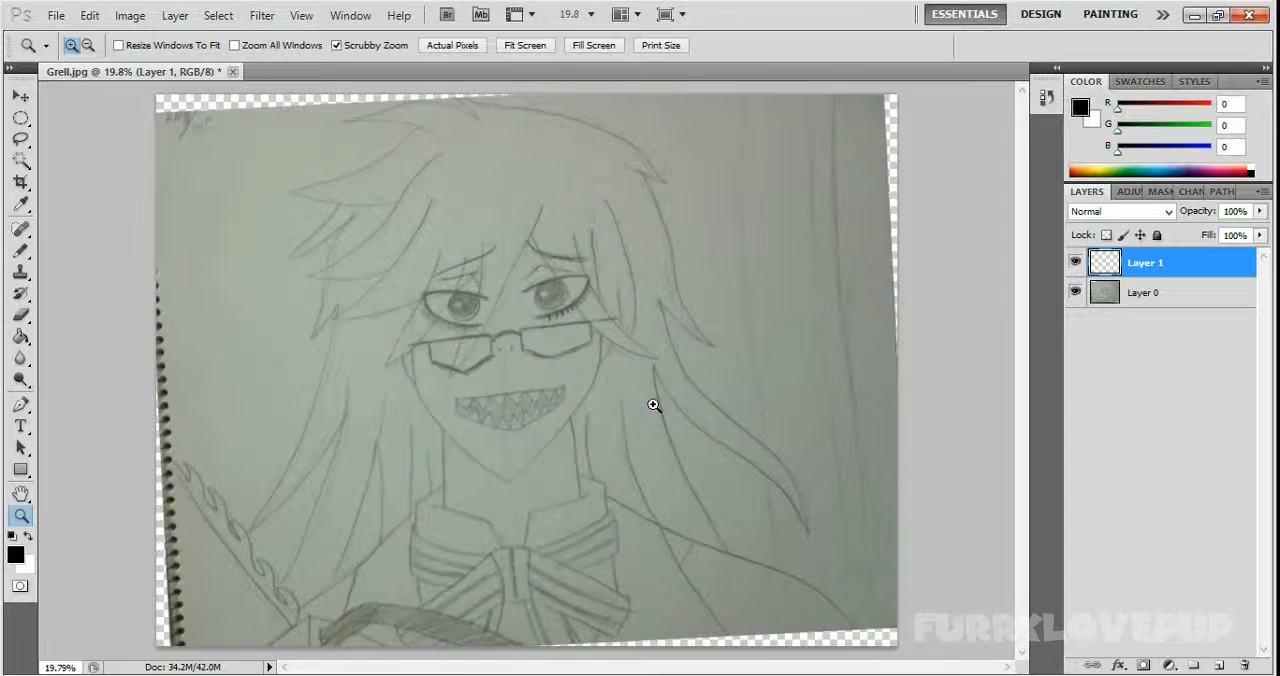 Ps File Edit Image Layer Select Filter View Window Help Br Mb 19.8 ESSENTIALS DESIGN PAINTING
Resize Windows To Fit Zoom All Windows Scrubby Zoom Actual Pixels Fit Screen Fill Screen Print Size
Grell.jpg @ 19.8% (Layer 1, RGB/8) *
COLOR SWATCHES STYLES
R 0
G 0
B 0
LAYERS ADJU MASK CHAN PATH
Normal Opacity: 100%
Lock: Fill: 100%
Layer 1
Layer 0
FURRKLOVEPUP
19.79% Doc: 34.2M/42.0M